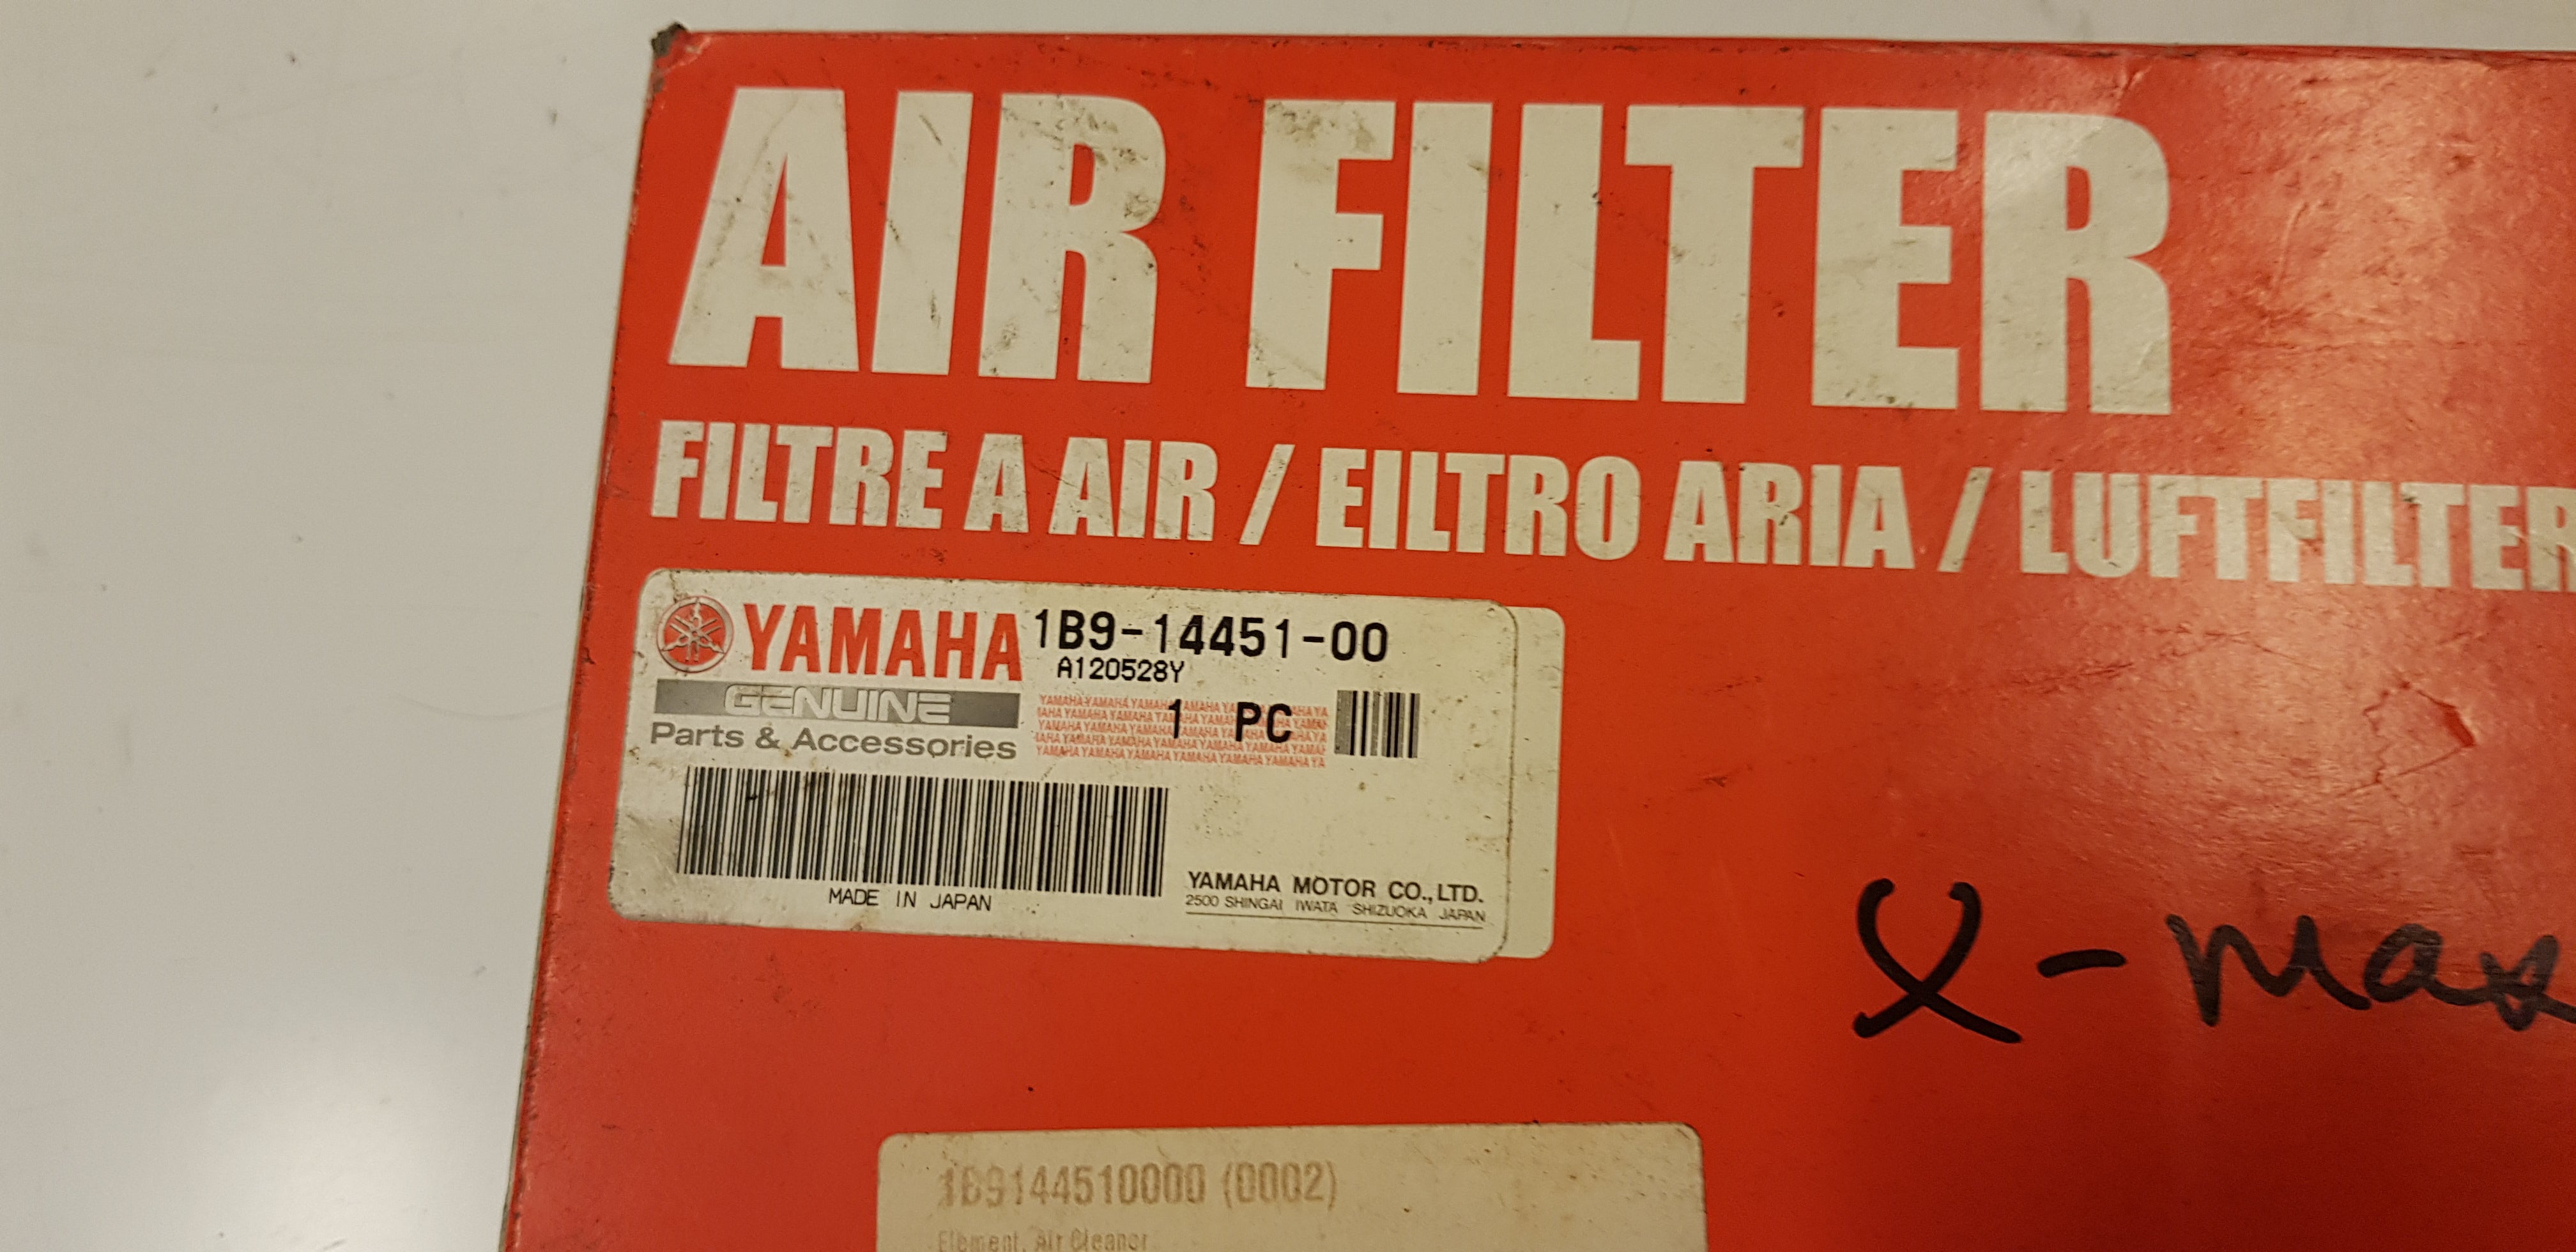 AIR FILTER
FILTRE A AIR / EILTRO ARIA / LUFTFILTER
YAMAHA 1B9-14451-00
A120528Y
GENUINE
1 PC
Parts & Accessories
MADE IN JAPAN
YAMAHA MOTOR CO., LTD.
2500 SHINGAI IWATA SHIZUOKA JAPAN
X-max
1B9144510000 (0002)
Element, Air Cleaner